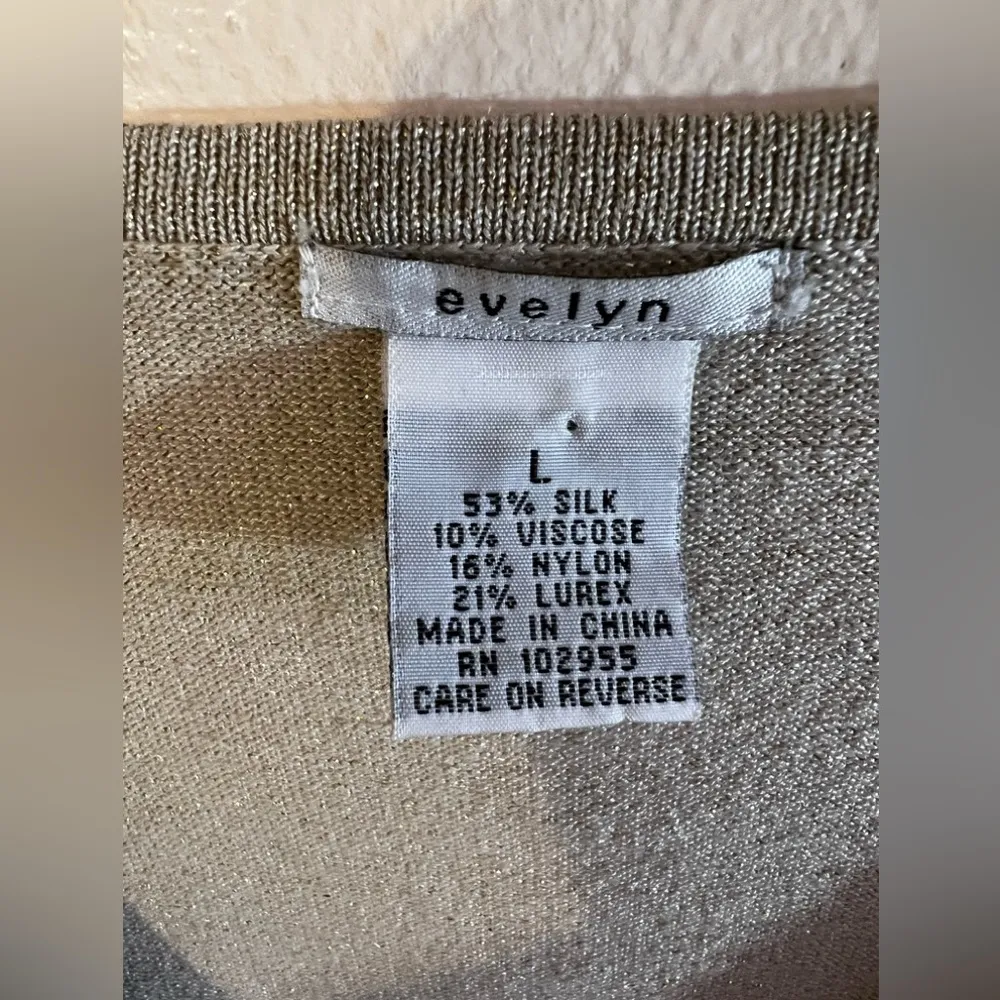 evelyn
L
53% SILK
10% VISCOSE
16% NYLON
21% LUREX
MADE IN CHINA
RN 102955
CARE ON REVERSE